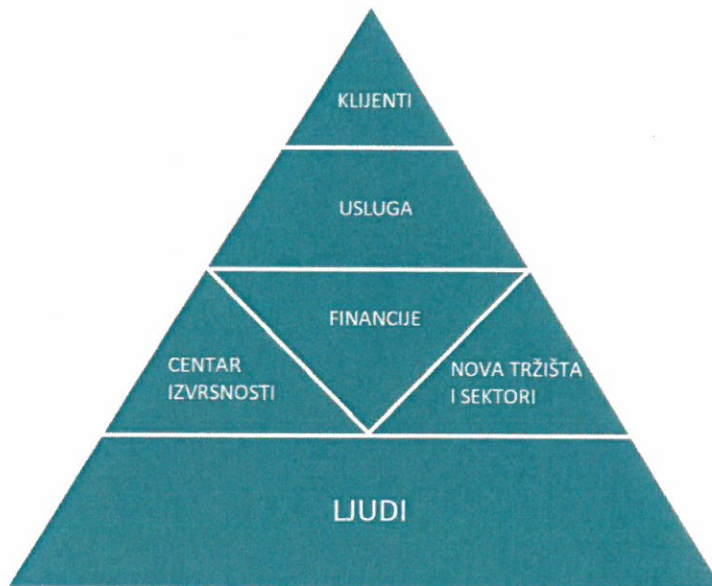 KLIJENTI
USLUGA
FINANCIJE
CENTAR
IZVRSNOSTI
NOVA TRŽIŠTA
I SEKTORI
LJUDI